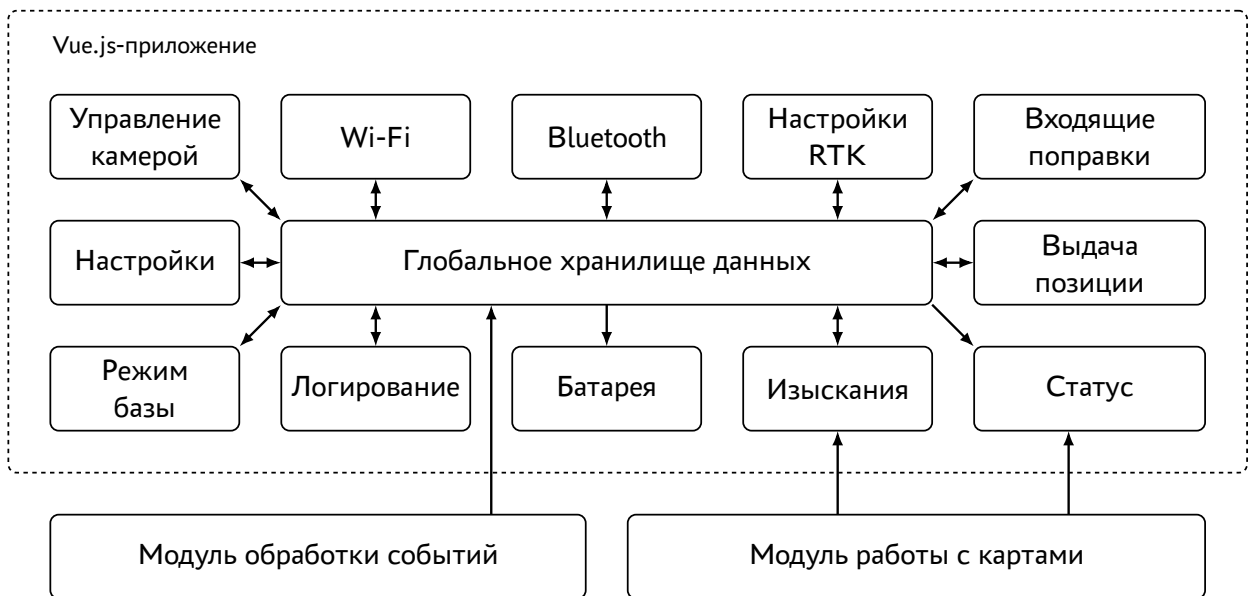 Vue.js-приложение
Управление
камерой
Wi-Fi
Bluetooth
Настройки
RTK
Входящие
поправки
Настройки
Глобальное хранилище данных
Выдача
позиции
Режим
базы
Логирование
Батарея
Изыскания
Статус
Модуль обработки событий
Модуль работы с картами